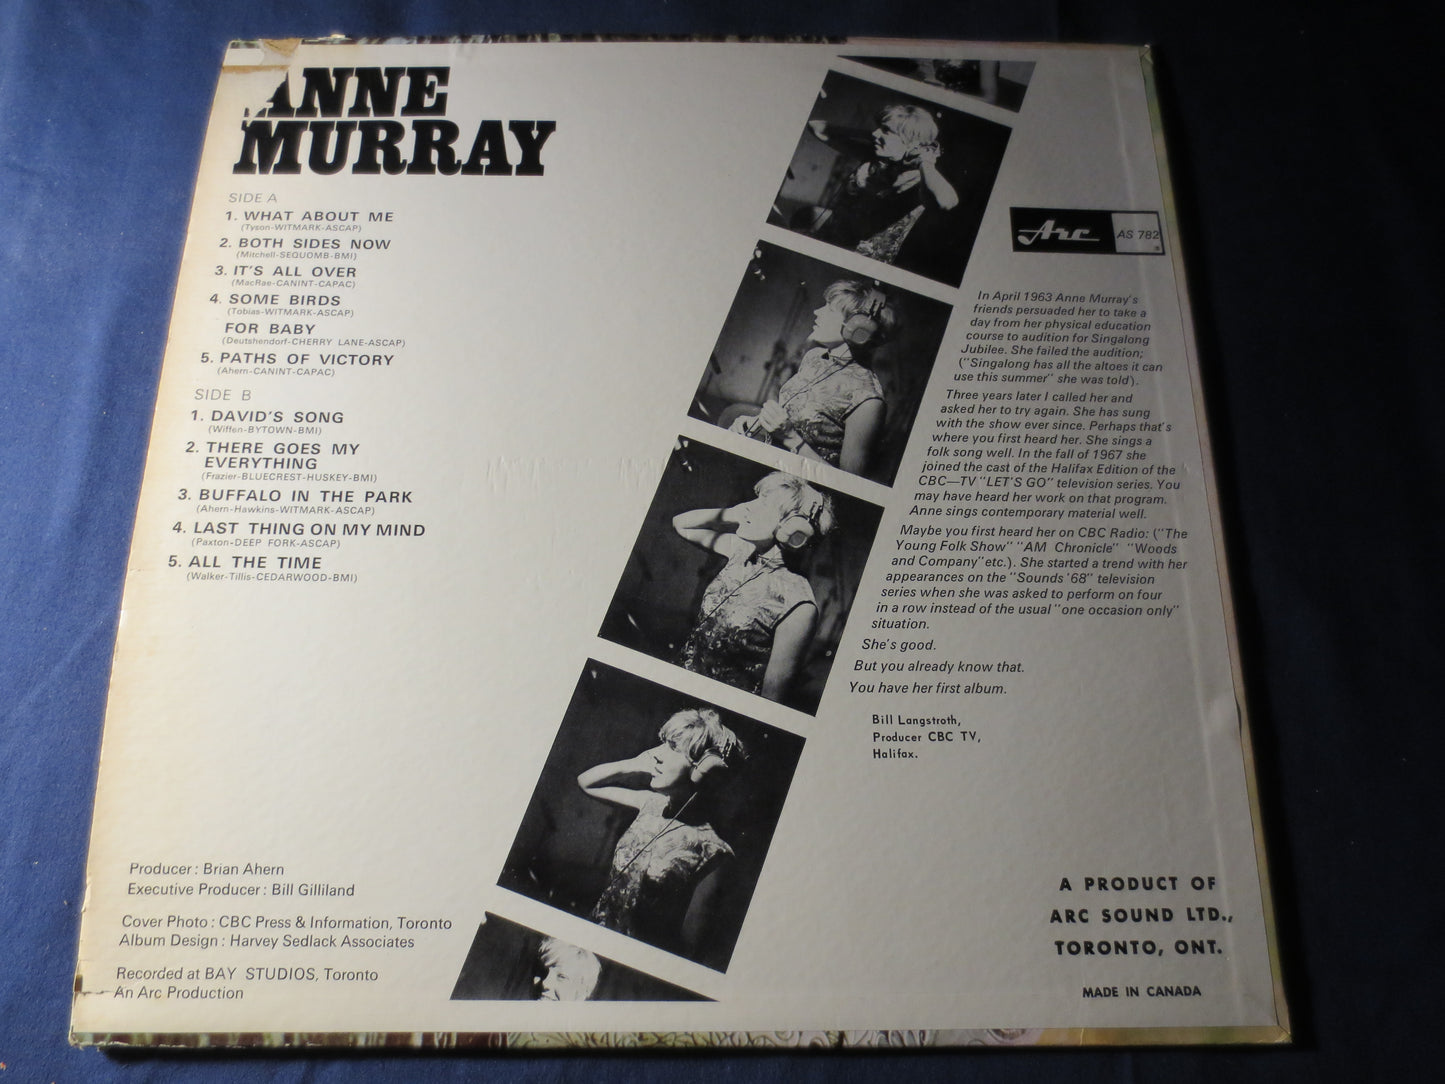 ANNE
MURRAY
SIDE A
1. WHAT ABOUT ME
(Tyson-WITMARK-ASCAP)
2. BOTH SIDES NOW
(Mitchell-SEQUOMB-BMI)
3. IT'S ALL OVER
(MacRae-CANINT-CAPAC)
4. SOME BIRDS
(Tobias-WITMARK-ASCAP)
FOR BABY
(Deutshendorf-CHERRY LANE-ASCAP)
5. PATHS OF VICTORY
(Ahern-CANINT-CAPAC)
SIDE B
1. DAVID'S SONG
(Wiffen-BYTOWN-BMI)
2. THERE GOES MY
EVERYTHING
(Frazier-BLUECREST-HUSKEY-BMI)
3. BUFFALO IN THE PARK
(Ahern-Hawkins-WITMARK-ASCAP)
4. LAST THING ON MY MIND
(Paxton-DEEP FORK-ASCAP)
5. ALL THE TIME
(Walker-Tillis-CEDARWOOD-BMI)
Producer : Brian Ahern
Executive Producer : Bill Gilliland
Cover Photo : CBC Press & Information, Toronto
Album Design : Harvey Sedlack Associates
Recorded at BAY STUDIOS, Toronto
An Arc Production
Arc AS 782
In April 1963 Anne Murray's
friends persuaded her to take a
day from her physical education
course to audition for Singalong
Jubilee. She failed the audition;
("Singalong has all the altoes it can
use this summer" she was told).
Three years later I called her and
asked her to try again. She has sung
with the show ever since. Perhaps that's
where you first heard her. She sings a
folk song well. In the fall of 1967 she
joined the cast of the Halifax Edition of the
CBC—TV "LET'S GO" television series. You
may have heard her work on that program.
Anne sings contemporary material well.
Maybe you first heard her on CBC Radio: ("The
Young Folk Show" "AM Chronicle" "Woods
and Company" etc.). She started a trend with her
appearances on the "Sounds '68" television
series when she was asked to perform on four
in a row instead of the usual "one occasion only"
situation.
She's good.
But you already know that.
You have her first album.
Bill Langstroth,
Producer CBC TV,
Halifax.
A PRODUCT OF
ARC SOUND LTD.,
TORONTO, ONT.
MADE IN CANADA